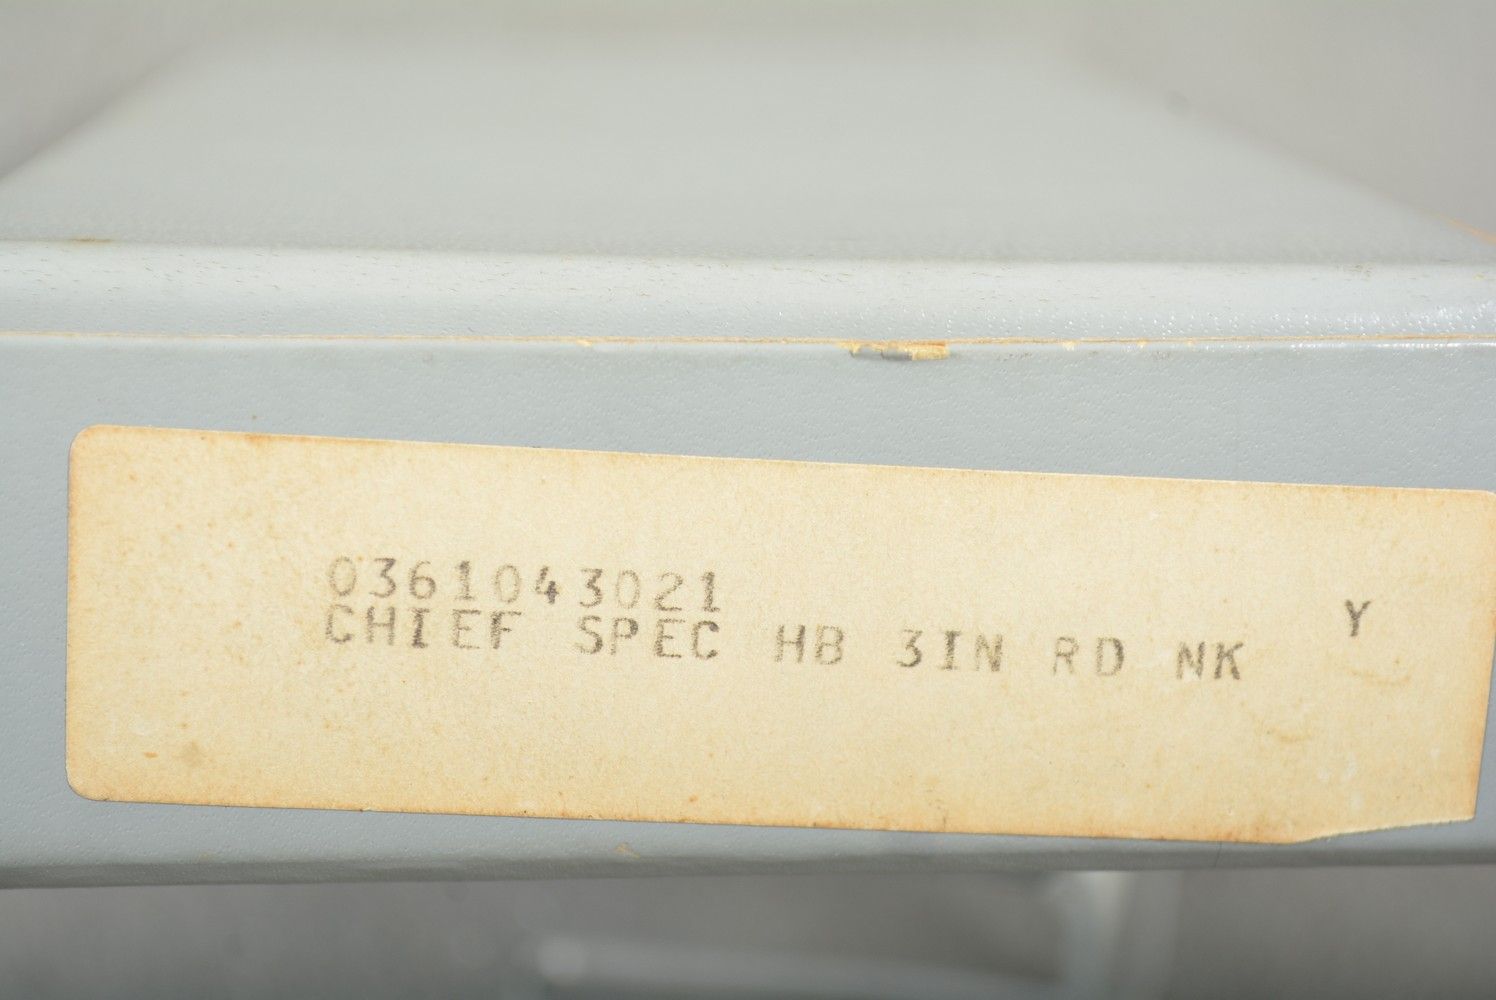 0361043021
CHIEF SPEC HB 3IN RD NK Y